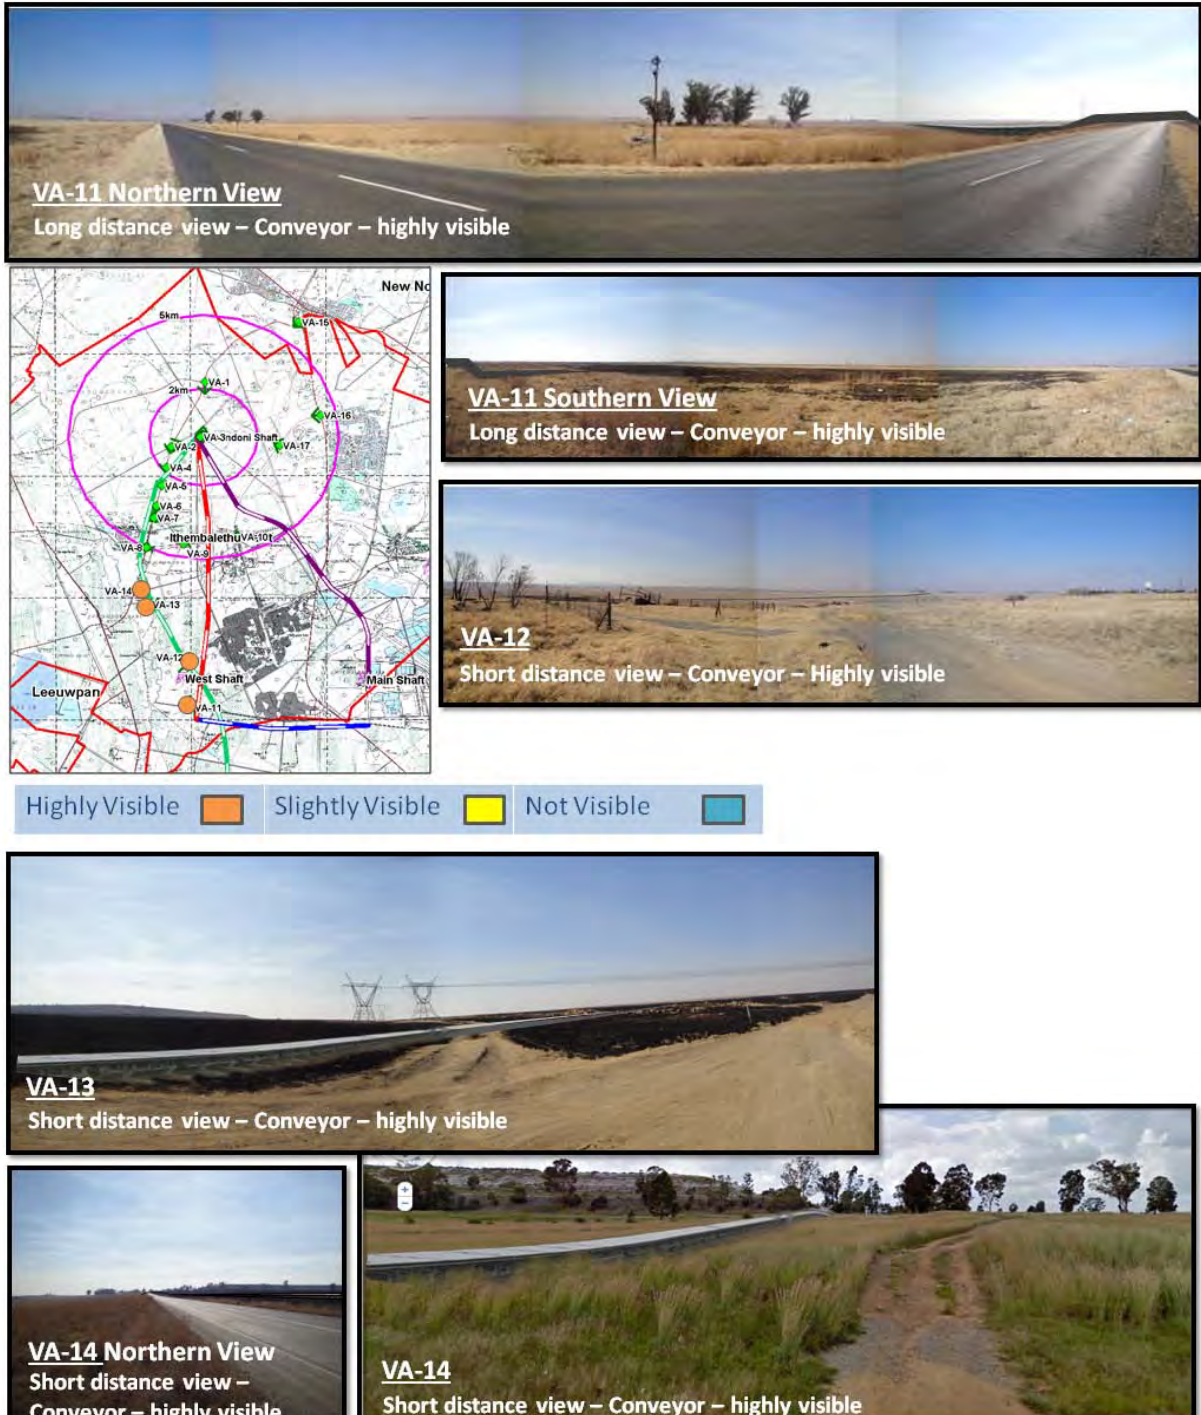 VA-11 Northern View
Long distance view – Conveyor – highly visible
New No
5km
VA-15
VA-1
2km
VA-16
VA-3ndoni Shaft
VA-2
VA-17
VA-4
VA-5
VA-6
VA-7
Ithembalethu
VA-10
VA-8
VA-9
VA-14
VA-13
VA-12
West Shaft
Main Shaft
Leeuwpan
VA-11
VA-11 Southern View
Long distance view – Conveyor – highly visible
VA-12
Short distance view – Conveyor – Highly visible
Highly Visible
Slightly Visible
Not Visible
VA-13
Short distance view – Conveyor – highly visible
VA-14 Northern View
Short distance view –
Conveyor – highly visible
VA-14
Short distance view – Conveyor – highly visible